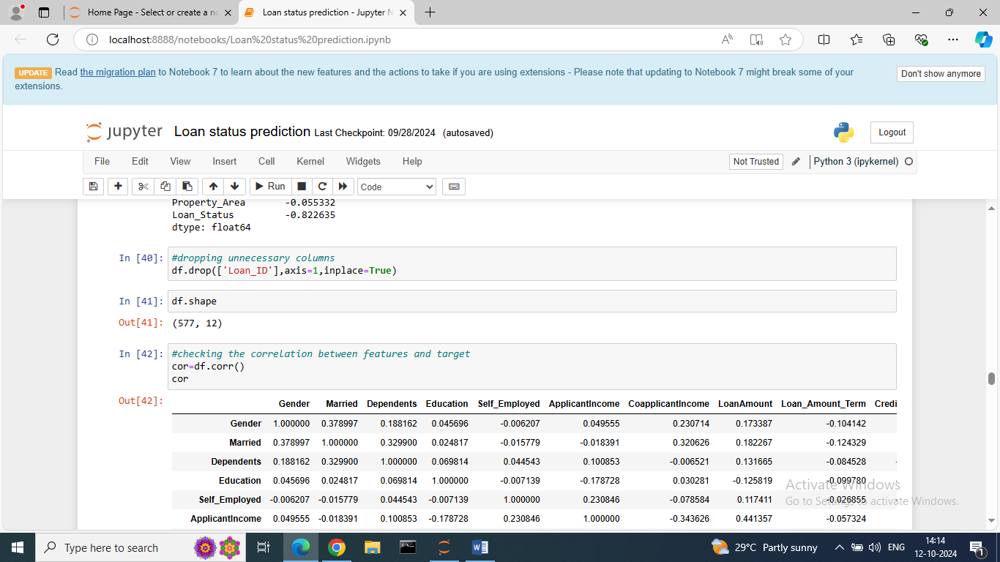 Home Page - Select or create a no
Loan status prediction - Jupyter N
localhost:8888/notebooks/Loan%20status%20prediction.ipynb
UPDATE Read the migration plan to Notebook 7 to learn about the new features and the actions to take if you are using extensions - Please note that updating to Notebook 7 might break some of your
extensions.
Don't show anymore
jupyter Loan status prediction Last Checkpoint: 09/28/2024 (autosaved)
Logout
File Edit View Insert Cell Kernel Widgets Help
Not Trusted
Python 3 (ipykernel)
Run
Code
Property_Area -0.055332
Loan_Status -0.822635
dtype: float64
In [40]: #dropping unnecessary columns
df.drop(['Loan_ID'],axis=1,inplace=True)
In [41]: df.shape
Out[41]: (577, 12)
In [42]: #checking the correlation between features and target
cor=df.corr()
cor
Out[42]:
Gender Married Dependents Education Self_Employed ApplicantIncome CoapplicantIncome LoanAmount Loan_Amount_Term Credi
Gender 1.000000 0.378997 0.188162 0.045696 -0.006207 0.049555 0.230714 0.173387 -0.104142
Married 0.378997 1.000000 0.329900 0.024817 -0.015779 -0.018391 0.320626 0.182267 -0.124329
Dependents 0.188162 0.329900 1.000000 0.069814 0.044543 0.100853 -0.006521 0.131665 -0.084528 -
Education 0.045696 0.024817 0.069814 1.000000 -0.007139 -0.178728 0.030281 -0.125819 -0.099780 -
Self_Employed -0.006207 -0.015779 0.044543 -0.007139 1.000000 0.230846 -0.078584 0.117411 -0.026855 -
ApplicantIncome 0.049555 -0.018391 0.100853 -0.178728 0.230846 1.000000 -0.343626 0.441357 -0.057324
Activate Windows
Go to Settings to activate Windows.
Type here to search
29°C Partly sunny
ENG
14:14
12-10-2024
1